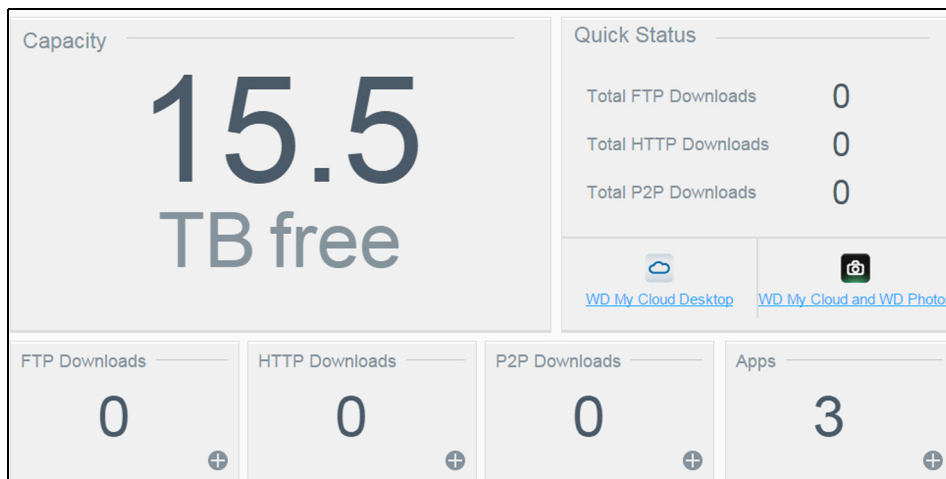 Capacity
15.5
TB free
Quick Status
Total FTP Downloads 0
Total HTTP Downloads 0
Total P2P Downloads 0
WD My Cloud Desktop
WD My Cloud and WD Photo
FTP Downloads
0
HTTP Downloads
0
P2P Downloads
0
Apps
3